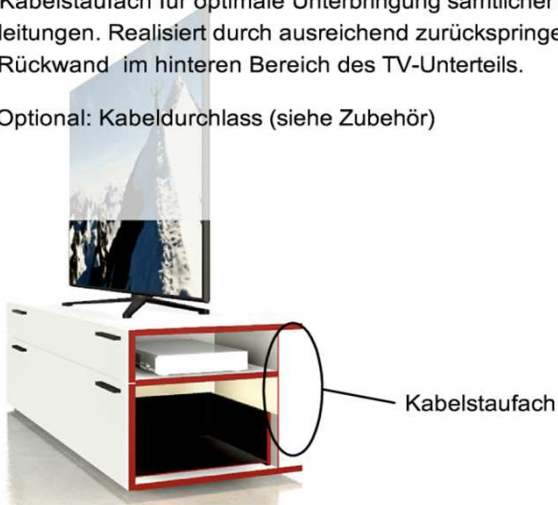 Kabelstaufach für optimale Unterbringung sämtlicher
leitungen. Realisiert durch ausreichend zurückspringe
Rückwand im hinteren Bereich des TV-Unterteils.
Optional: Kabeldurchlass (siehe Zubehör)
Kabelstaufach